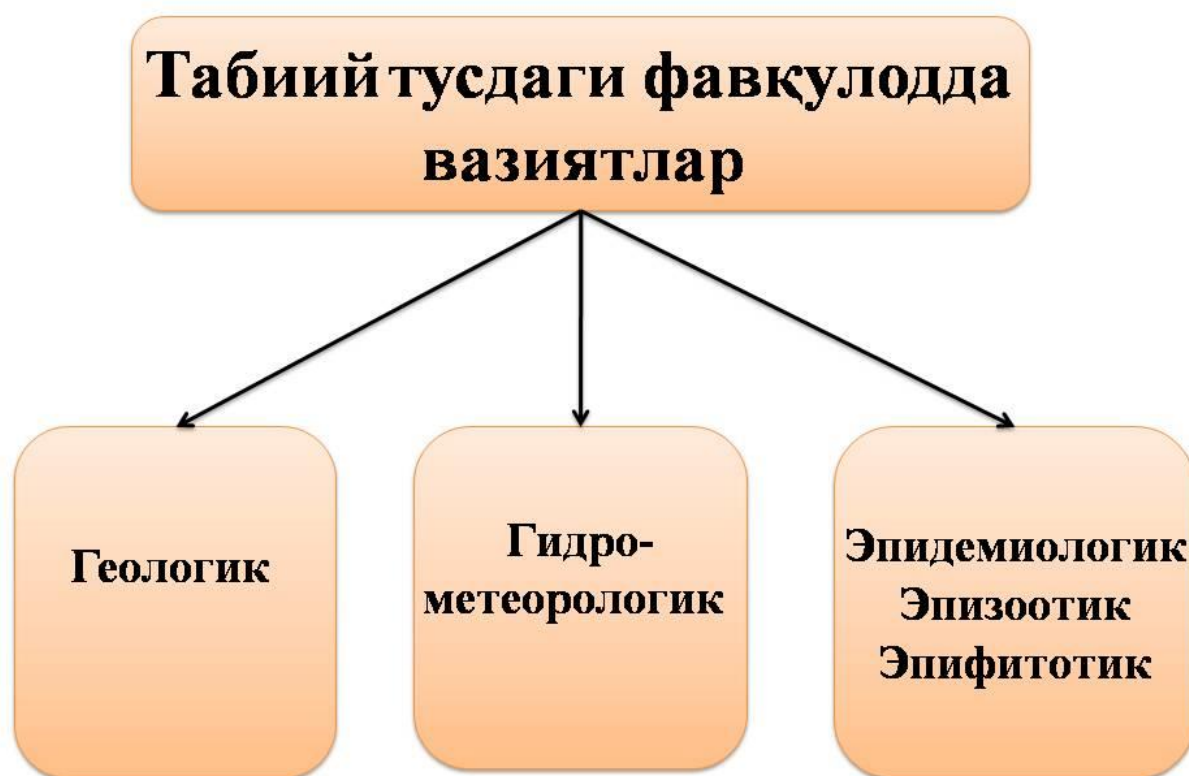 Табиий тусдаги фавқулодда
вазиятлар
Геологик
Гидро-
метеорологик
Эпидемиологик
Эпизоотик
Эпифитотик